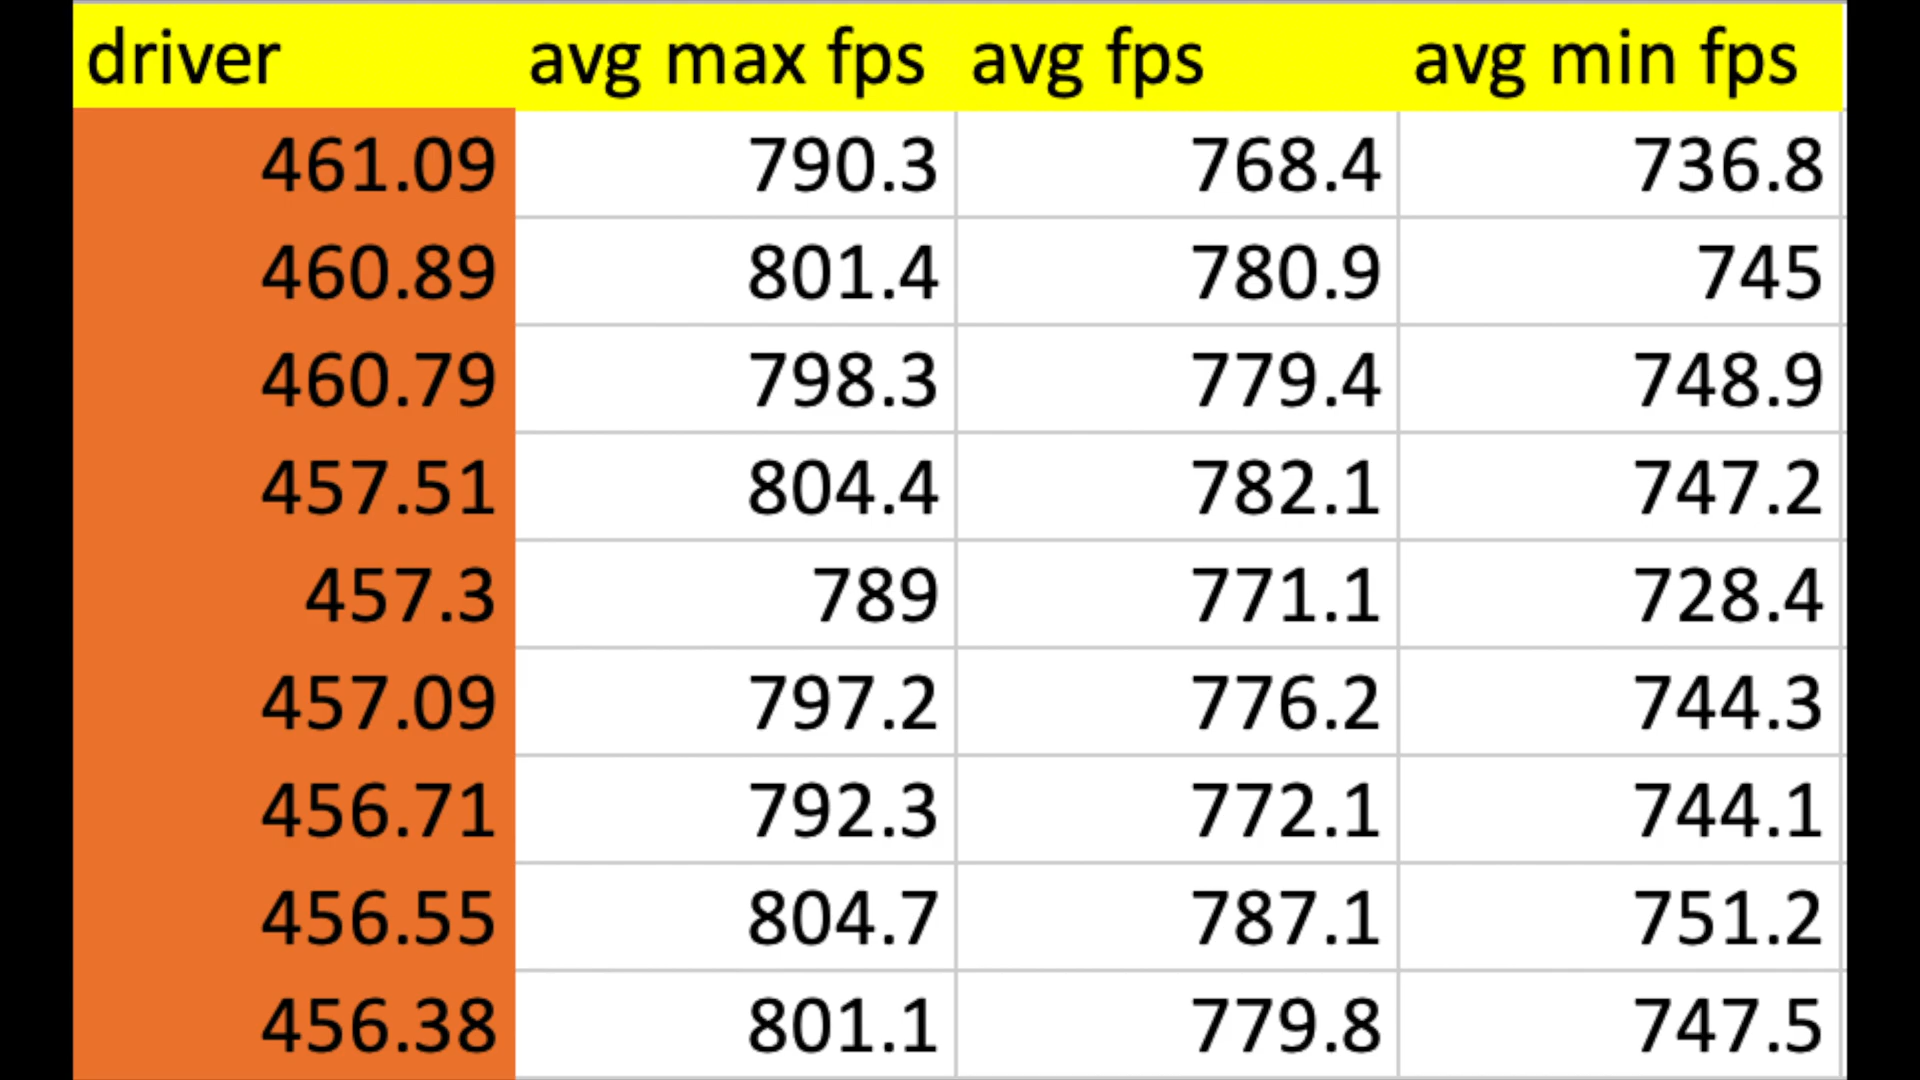 driver avg max fps avg fps avg min fps
461.09 790.3 768.4 736.8
460.89 801.4 780.9 745
460.79 798.3 779.4 748.9
457.51 804.4 782.1 747.2
457.3 789 771.1 728.4
457.09 797.2 776.2 744.3
456.71 792.3 772.1 744.1
456.55 804.7 787.1 751.2
456.38 801.1 779.8 747.5